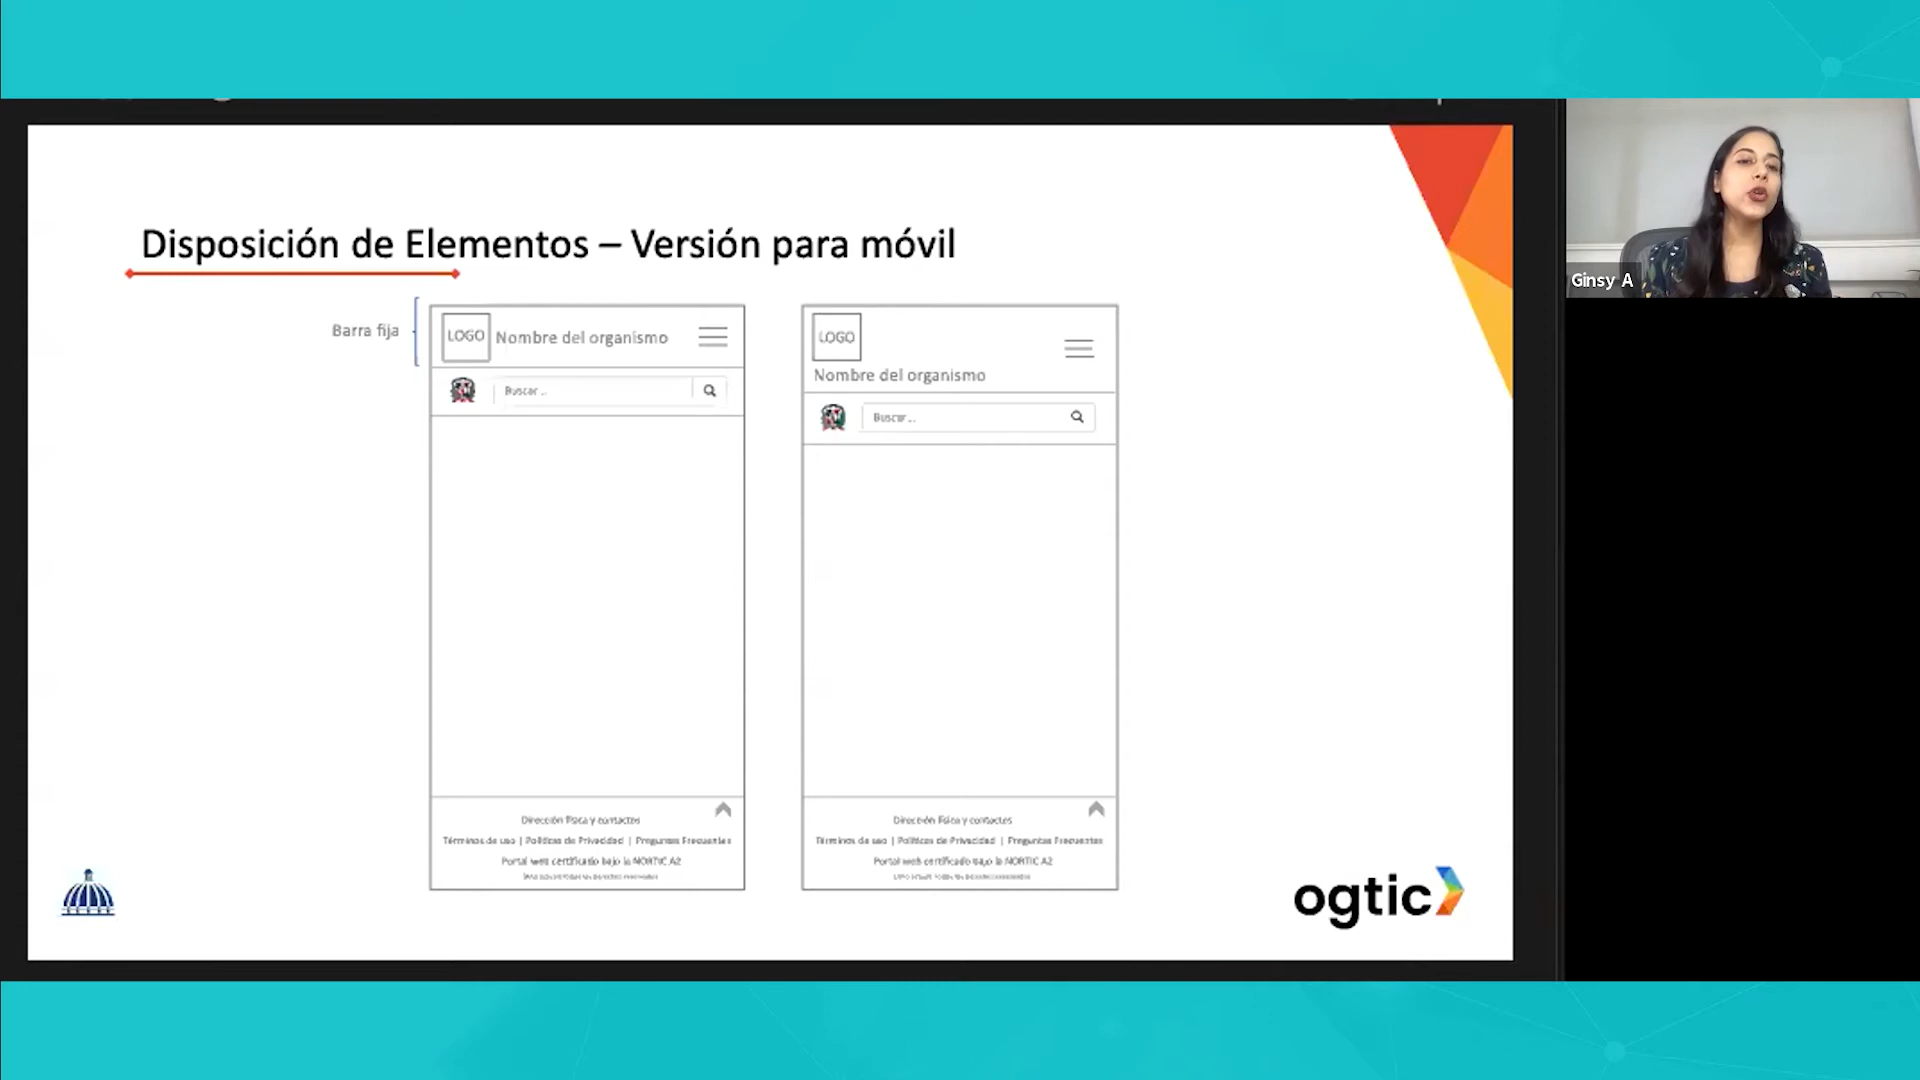 Disposición de Elementos – Versión para móvil
Ginsy A
Barra fija
LOGO Nombre del organismo
Buscar ...
Dirección física y contactos
Términos de uso | Políticas de Privacidad | Preguntas Frecuentes
Portal web certificado bajo la NORTIC A2
LOGO
Nombre del organismo
Buscar ...
Dirección física y contactos
Términos de uso | Políticas de Privacidad | Preguntas Frecuentes
Portal web certificado bajo la NORTIC A2
ogtic